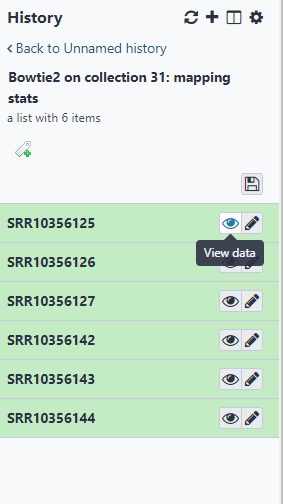 History
Back to Unnamed history
Bowtie2 on collection 31: mapping
stats
a list with 6 items
SRR10356125
View data
SRR10356126
SRR10356127
SRR10356142
SRR10356143
SRR10356144